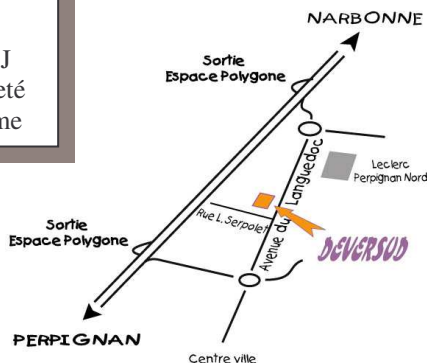 J
NARBONNE
Sortie
Espace Polygone
Leclerc
Perpignan Nord
Avenue du Languedoc
Rue L. Serpolet
DEVERSUD
Sortie
Espace Polygone
PERPIGNAN
Centre ville